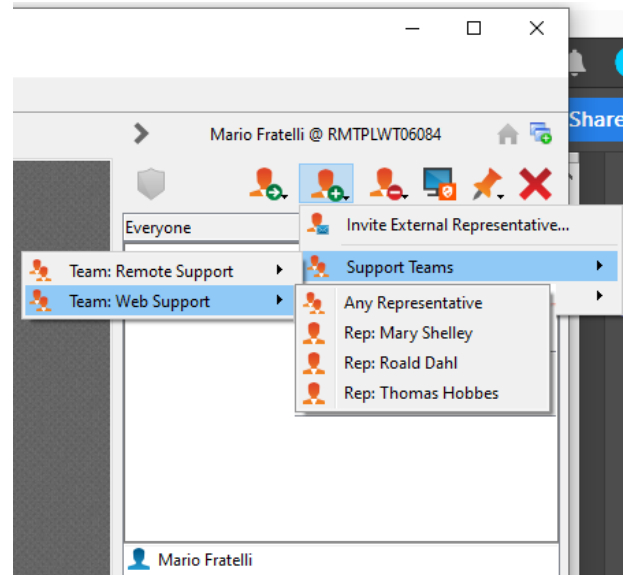 Share
Mario Fratelli @ RMTPLWT06084
Everyone
Invite External Representative...
Support Teams
Team: Remote Support
Team: Web Support
Any Representative
Rep: Mary Shelley
Rep: Roald Dahl
Rep: Thomas Hobbes
Mario Fratelli